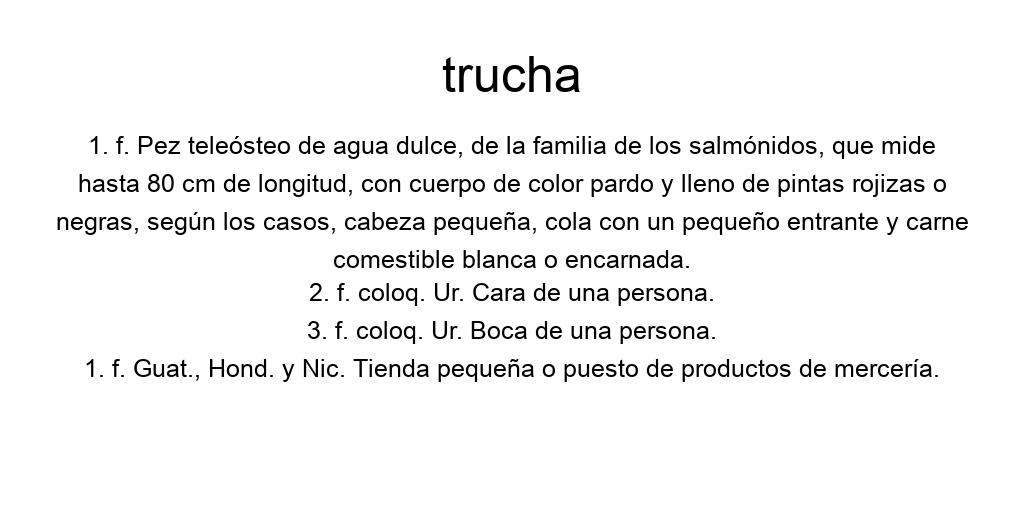 trucha
1. f. Pez teleósteo de agua dulce, de la familia de los salmónidos, que mide
hasta 80 cm de longitud, con cuerpo de color pardo y lleno de pintas rojizas o
negras, según los casos, cabeza pequeña, cola con un pequeño entrante y carne
comestible blanca o encarnada.
2. f. coloq. Ur. Cara de una persona.
3. f. coloq. Ur. Boca de una persona.
1. f. Guat., Hond. y Nic. Tienda pequeña o puesto de productos de mercería.